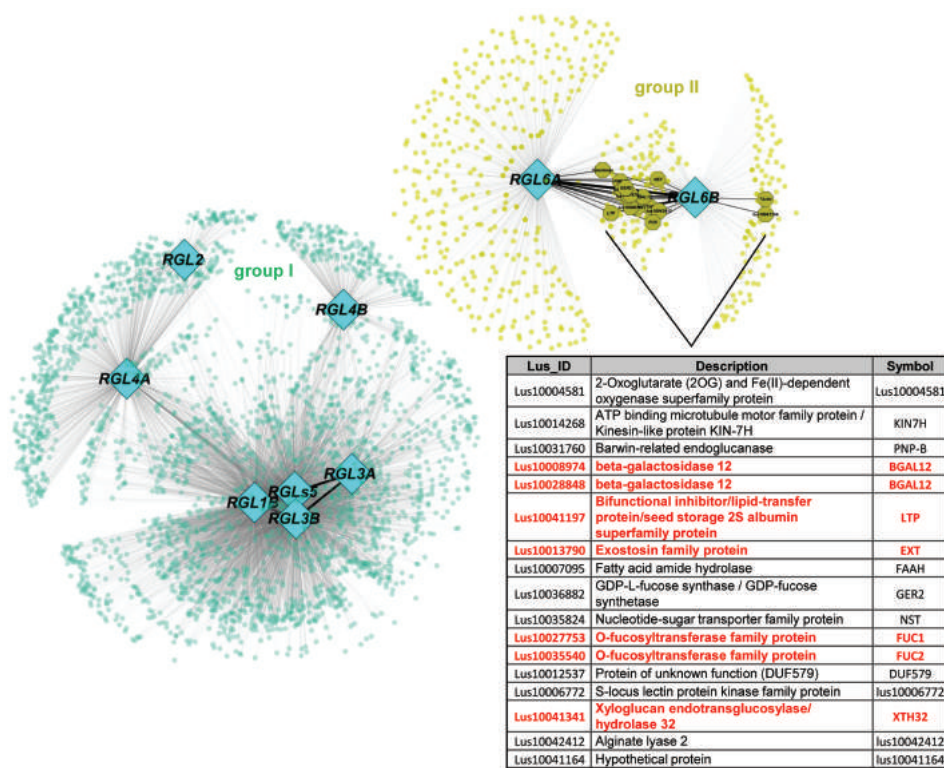 group II
RGL6A
RGL6B
LTP
RGL2
group I
RGL4B
RGL4A
RGL3A
RGLs5
RGL3B
Lus_ID Description Symbol
Lus10004581 2-Oxoglutarate (2OG) and Fe(II)-dependent
oxygenase superfamily protein Lus10004581
Lus10014268 ATP binding microtubule motor family protein /
Kinesin-like protein KIN-7H KIN7H
Lus10031760 Barwin-related endoglucanase PNP-B
Lus10008974 beta-galactosidase 12 BGAL12
Lus10028848 beta-galactosidase 12 BGAL12
Lus10041197 Bifunctional inhibitor/lipid-transfer
protein/seed storage 2S albumin
superfamily protein LTP
Lus10013790 Exostosin family protein EXT
Lus10007095 Fatty acid amide hydrolase FAAH
Lus10036882 GDP-L-fucose synthase / GDP-fucose
synthetase GER2
Lus10035824 Nucleotide-sugar transporter family protein NST
Lus10027753 O-fucosyltransferase family protein FUC1
Lus10035540 O-fucosyltransferase family protein FUC2
Lus10012537 Protein of unknown function (DUF579) DUF579
Lus10006772 S-locus lectin protein kinase family protein lus10006772
Lus10041341 Xyloglucan endotransglucosylase/
hydrolase 32 XTH32
Lus10042412 Alginate lyase 2 lus10042412
Lus10041164 Hypothetical protein lus10041164